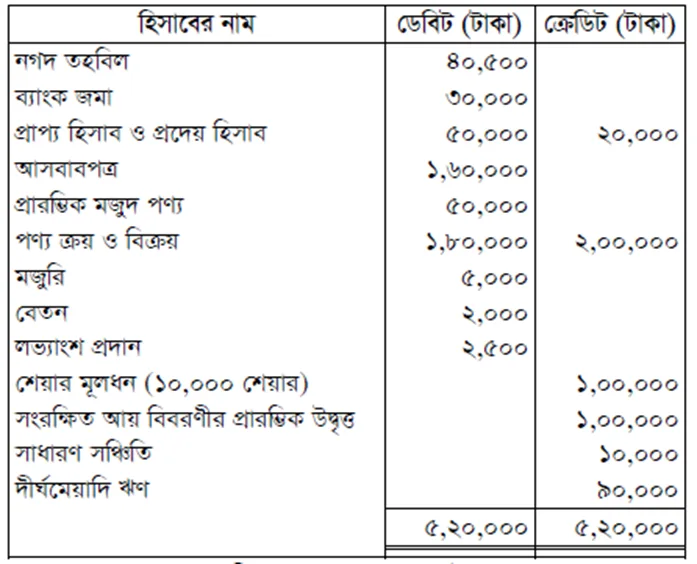 হিসাবের নাম ডেবিট (টাকা) ক্রেডিট (টাকা)
নগদ তহবিল ৪০,৫০০
ব্যাংক জমা ৩০,০০০
প্রাপ্য হিসাব ও প্রদেয় হিসাব ৫০,০০০ ২০,০০০
আসবাবপত্র ১,৬০,০০০
প্রারম্ভিক মজুদ পণ্য ৫০,০০০
পণ্য ক্রয় ও বিক্রয় ১,৮০,০০০ ২,০০,০০০
মজুরি ৫,০০০
বেতন ২,০০০
লভ্যাংশ প্রদান ২,৫০০
শেয়ার মূলধন (১০,০০০ শেয়ার) ১,০০,০০০
সংরক্ষিত আয় বিবরণীর প্রারম্ভিক উদ্বৃত্ত ১,০০,০০০
সাধারণ সঞ্চিতি ১০,০০০
দীর্ঘমেয়াদি ঋণ ৯০,০০০
৫,২০,০০০ ৫,২০,০০০